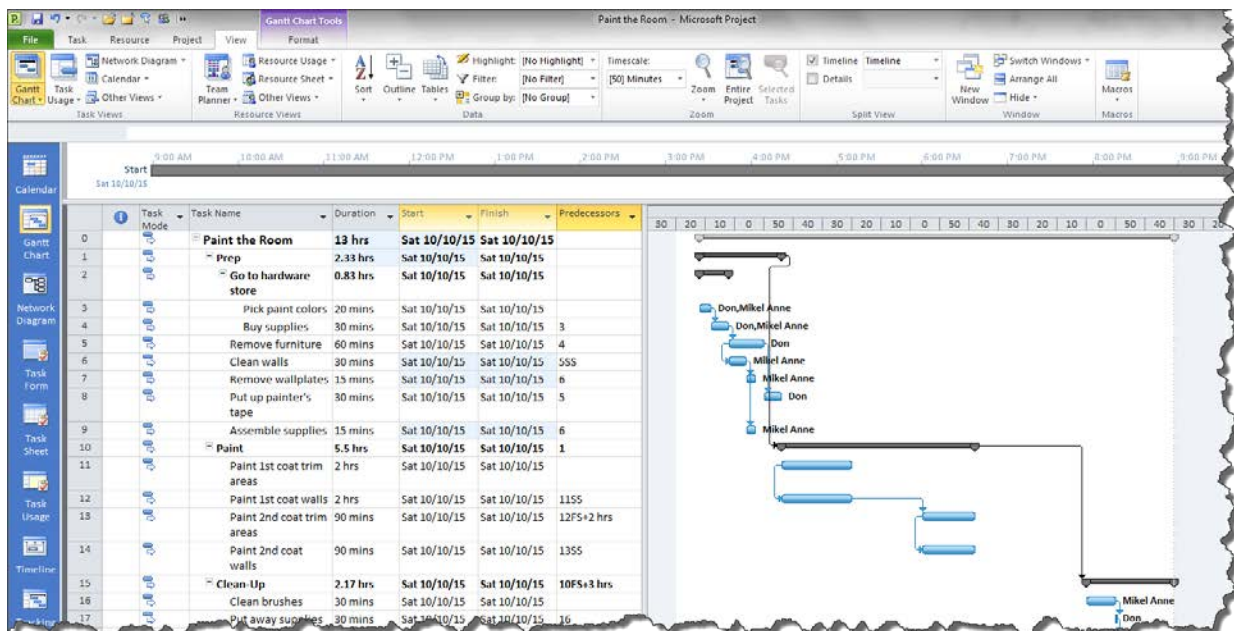 Gantt Chart Tools
Paint the Room - Microsoft Project
File Task Resource Project View Format
Gantt Chart
Task Usage
Network Diagram
Calendar
Other Views
Task Views
Team Planner
Resource Usage
Resource Sheet
Other Views
Resource Views
Sort
Outline
Tables
Highlight: [No Highlight]
Filter: [No Filter]
Group by: [No Group]
Data
Timescale:
[50] Minutes
Zoom
Entire Project
Selected Tasks
Zoom
Timeline Timeline
Details
Split View
New Window
Switch Windows
Arrange All
Hide
Window
Macros
Macros
9:00 AM 10:00 AM 11:00 AM 12:00 PM 1:00 PM 2:00 PM 3:00 PM 4:00 PM 5:00 PM 6:00 PM 7:00 PM 8:00 PM 9:00 PM
Start
Sat 10/10/15
Calendar
Gantt Chart
Network Diagram
Task Form
Task Sheet
Task Usage
Timeline
Task Mode Task Name Duration Start Finish Predecessors
0 Paint the Room 13 hrs Sat 10/10/15 Sat 10/10/15
1 Prep 2.33 hrs Sat 10/10/15 Sat 10/10/15
2 Go to hardware store 0.83 hrs Sat 10/10/15 Sat 10/10/15
3 Pick paint colors 20 mins Sat 10/10/15 Sat 10/10/15
4 Buy supplies 30 mins Sat 10/10/15 Sat 10/10/15 3
5 Remove furniture 60 mins Sat 10/10/15 Sat 10/10/15 4
6 Clean walls 30 mins Sat 10/10/15 Sat 10/10/15 5SS
7 Remove wallplates 15 mins Sat 10/10/15 Sat 10/10/15 6
8 Put up painter's tape 30 mins Sat 10/10/15 Sat 10/10/15 5
9 Assemble supplies 15 mins Sat 10/10/15 Sat 10/10/15 6
10 Paint 5.5 hrs Sat 10/10/15 Sat 10/10/15 1
11 Paint 1st coat trim areas 2 hrs Sat 10/10/15 Sat 10/10/15
12 Paint 1st coat walls 2 hrs Sat 10/10/15 Sat 10/10/15 11SS
13 Paint 2nd coat trim areas 90 mins Sat 10/10/15 Sat 10/10/15 12FS+2 hrs
14 Paint 2nd coat walls 90 mins Sat 10/10/15 Sat 10/10/15 13SS
15 Clean-Up 2.17 hrs Sat 10/10/15 Sat 10/10/15 10FS+3 hrs
16 Clean brushes 30 mins Sat 10/10/15 Sat 10/10/15
17 Put away supplies 30 mins Sat 10/10/15 Sat 10/10/15 16
50 20 10 0 50 40 30 20 10 0 50 40 30 20 10 0 50 40 30 20
Don,Mikel Anne
Don,Mikel Anne
Don
Mikel Anne
Mikel Anne
Don
Mikel Anne
Mikel Anne
Don